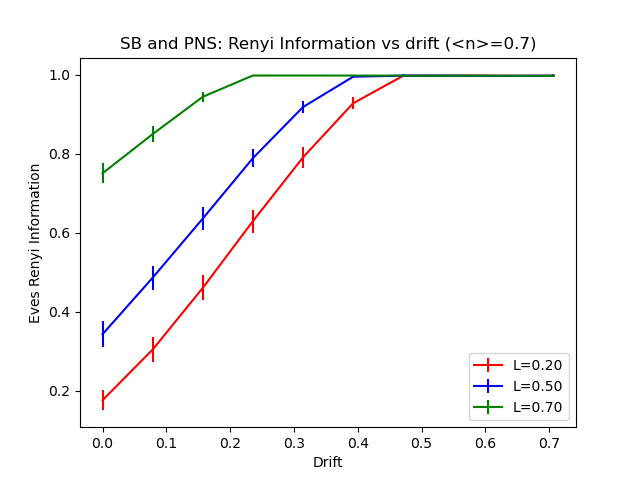 SB and PNS: Renyi Information vs drift (<n>=0.7)
1.0
0.8
0.6
0.4
0.2
Eves Renyi Information
L=0.20
L=0.50
L=0.70
0.0 0.1 0.2 0.3 0.4 0.5 0.6 0.7
Drift